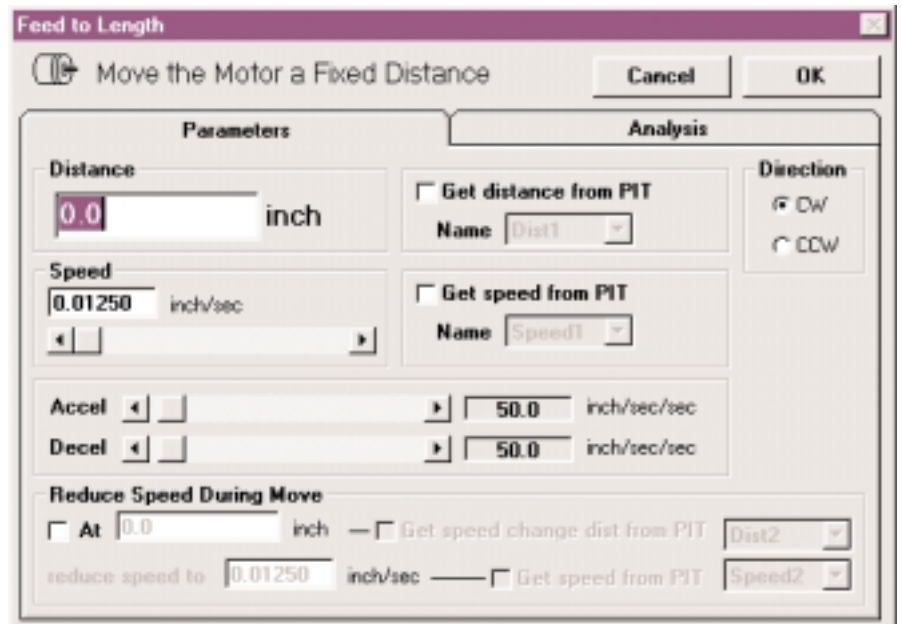 Feed to Length
Move the Motor a Fixed Distance
Cancel
OK
Parameters
Analysis
Distance
0.0 inch
Get distance from PIT
Name Dist1
Direction
CW
CCW
Speed
0.01250 inch/sec
Get speed from PIT
Name Speed1
Accel 50.0 inch/sec/sec
Decel 50.0 inch/sec/sec
Reduce Speed During Move
At 0.0 inch Get speed change dist from PIT Dist2
reduce speed to 0.01250 inch/sec Get speed from PIT Speed2